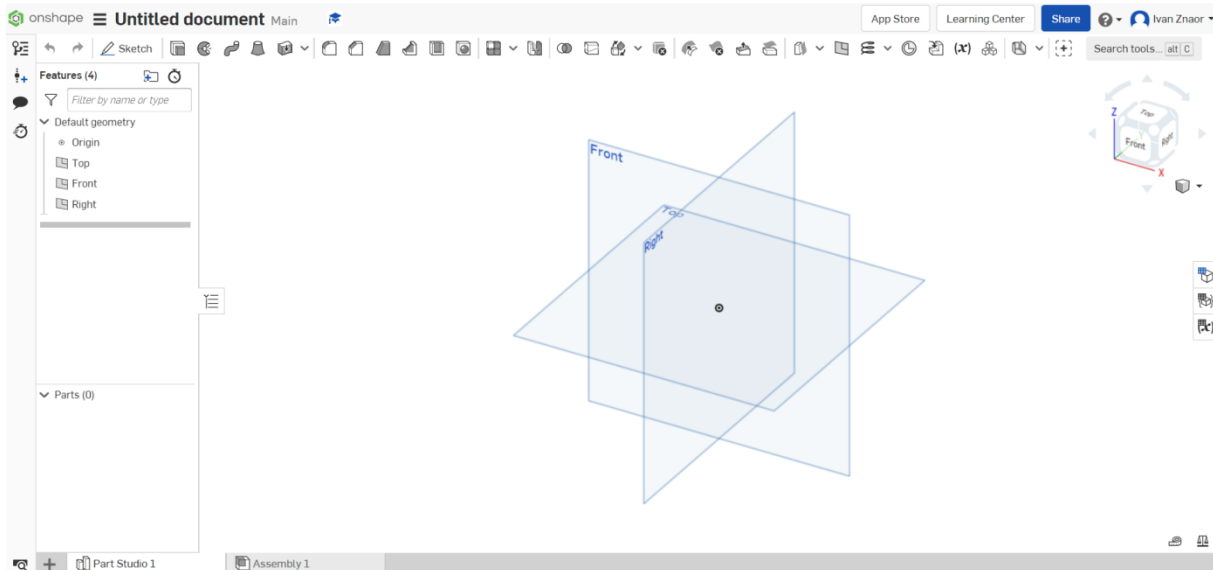 onshape Untitled document Main App Store Learning Center Share Ivan Znaor
Sketch Search tools... alt C
Features (4)
Filter by name or type
Default geometry
Origin
Top
Front
Right
Parts (0)
Front
Top
Right
Top
Z
Front Right
Y
X
Part Studio 1 Assembly 1